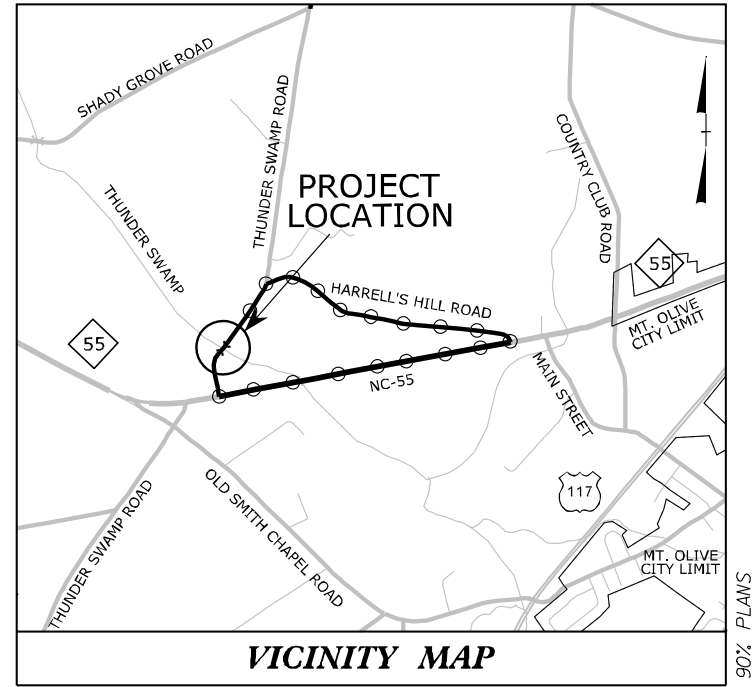 SHADY GROVE ROAD
THUNDER SWAMP ROAD
THUNDER SWAMP
PROJECT
LOCATION
COUNTRY CLUB ROAD
HARRELL'S HILL ROAD
55
MT. OLIVE
CITY LIMIT
55
NC-55
MAIN STREET
117
THUNDER SWAMP ROAD
OLD SMITH CHAPEL ROAD
MT. OLIVE
CITY LIMIT
VICINITY MAP
90% PLANS